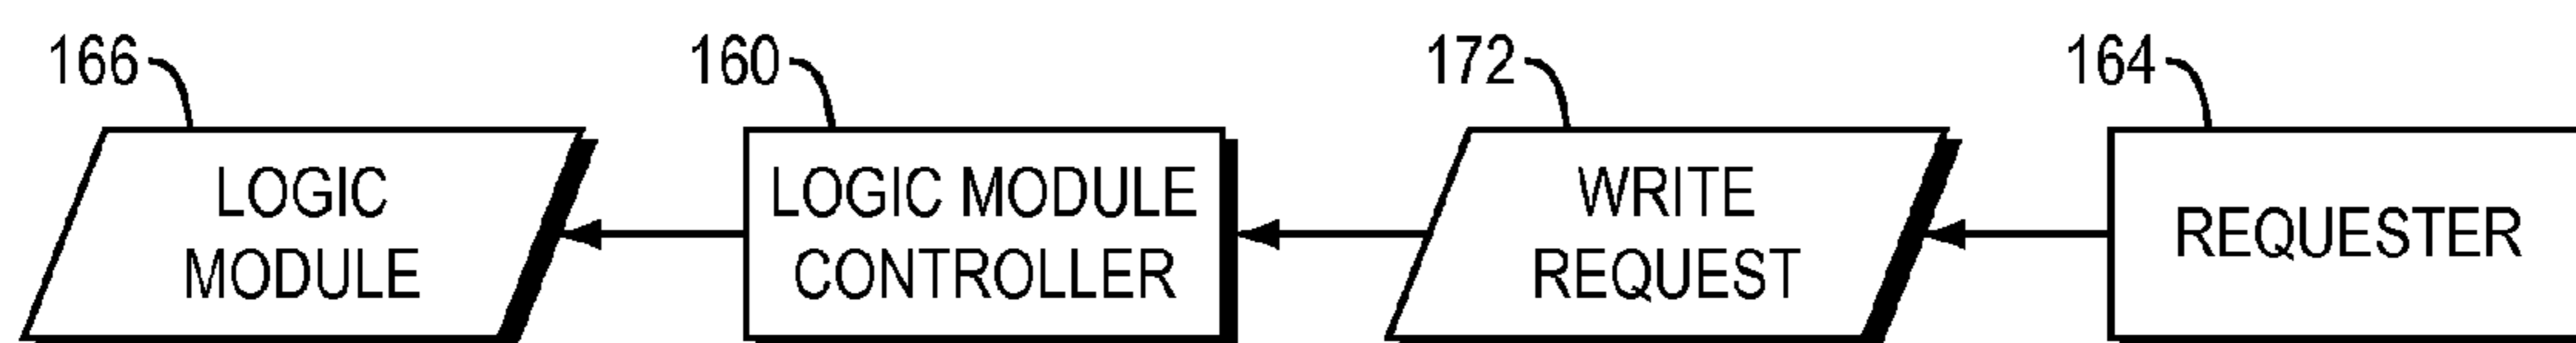 166
160
172
164
LOGIC
MODULE
LOGIC MODULE
CONTROLLER
WRITE
REQUEST
REQUESTER